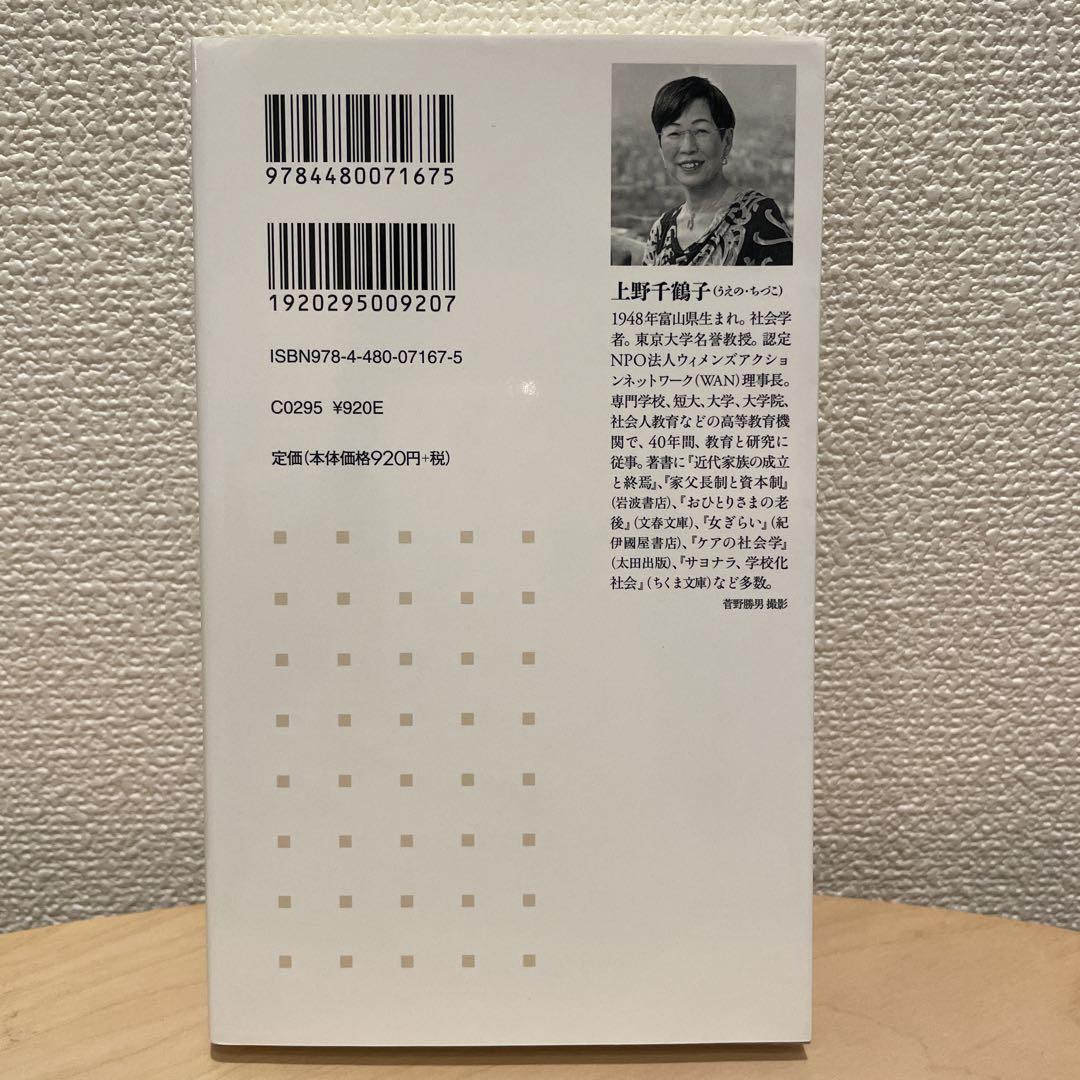 9784480071675
1920295009207
ISBN978-4-480-07167-5
C0295 ¥920E
定価(本体価格920円+税)
上野千鶴子(うえの・ちづこ)
1948年富山県生まれ。社会学
者。東京大学名誉教授。認定
NPO法人ウィメンズアクショ
ンネットワーク(WAN)理事長。
専門学校、短大、大学、大学院、
社会人教育などの高等教育機
関で、40年間、教育と研究に
従事。著書に『近代家族の成立
と終焉』、『家父長制と資本制』
(岩波書店)、『おひとりさまの老
後』(文春文庫)、『女ぎらい』(紀
伊國屋書店)、『ケアの社会学』
(太田出版)、『サヨナラ、学校化
社会』(ちくま文庫)など多数。
菅野勝男 撮影